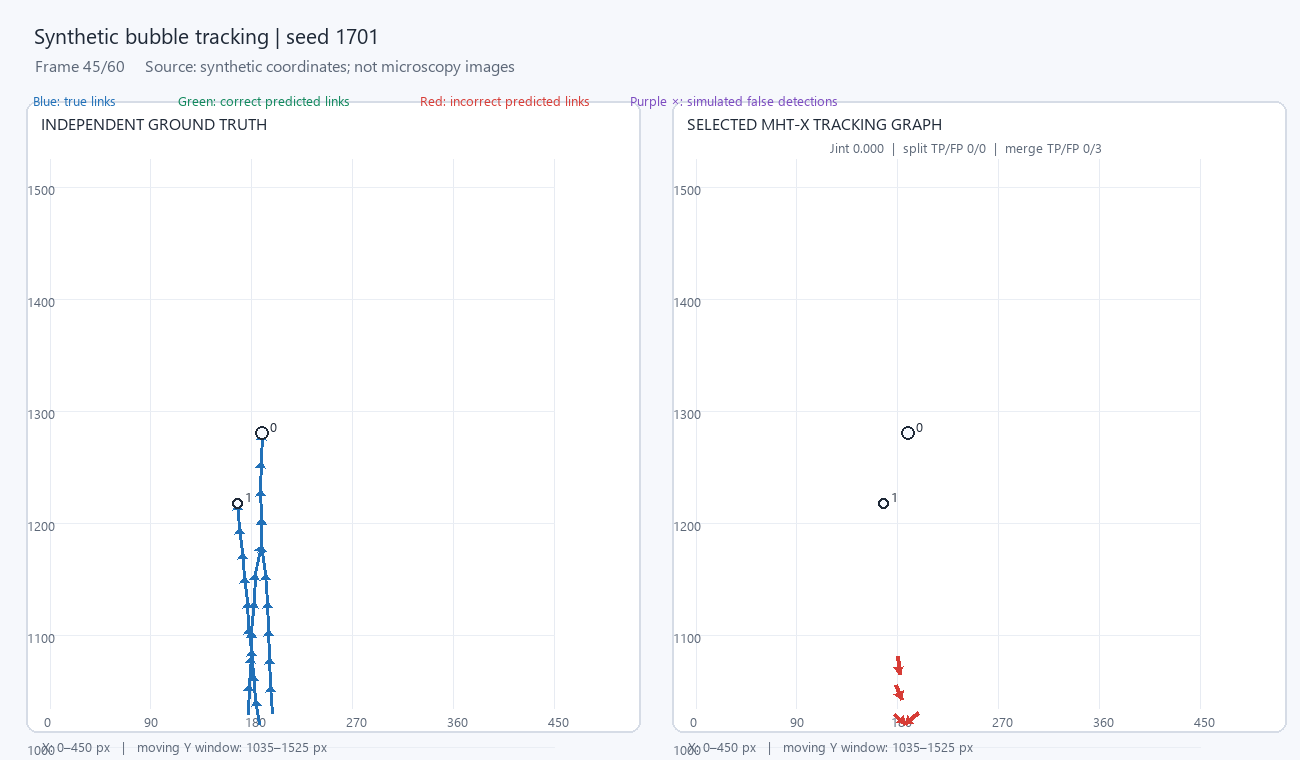 Synthetic bubble tracking | seed 1701
Frame 45/60 Source: synthetic coordinates; not microscopy images
Blue: true links Green: correct predicted links Red: incorrect predicted links Purple ×: simulated false detections
INDEPENDENT GROUND TRUTH
1500
1400
1300
1200
1100
1000
0
1
0 90 180 270 360 450
X: 0–450 px | moving Y window: 1035–1525 px
SELECTED MHT-X TRACKING GRAPH
Jint 0.000 | split TP/FP 0/0 | merge TP/FP 0/3
1500
1400
1300
1200
1100
1000
0
1
0 90 180 270 360 450
X: 0–450 px | moving Y window: 1035–1525 px